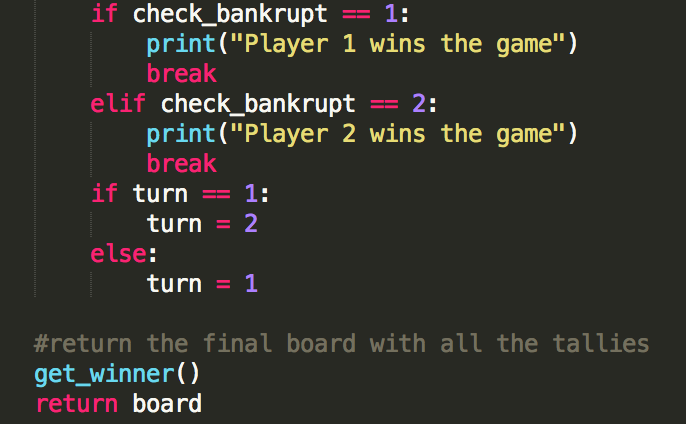 if check_bankrupt == 1:
print("Player 1 wins the game")
break
elif check_bankrupt == 2:
print("Player 2 wins the game")
break
if turn == 1:
turn = 2
else:
turn = 1
#return the final board with all the tallies
get_winner()
return board